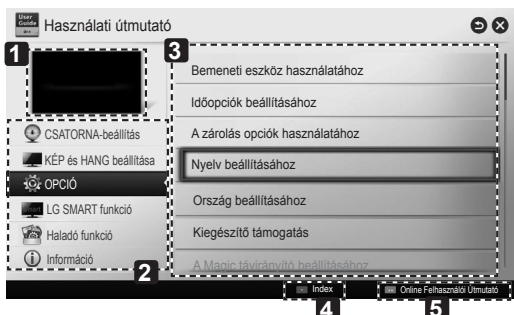 User
Guide
Használati útmutató
1
3
Bemeneti eszköz használatához
Időopciók beállításához
A zárolás opciók használatához
Nyelv beállításához
Ország beállításához
Kiegészítő támogatás
A Magic távirányító beállításához
CSATORNA-beállítás
KÉP és HANG beállítása
OPCIÓ
LG SMART funkció
Haladó funkció
Információ
2
Index
Online Felhasználói Útmutató
4
5